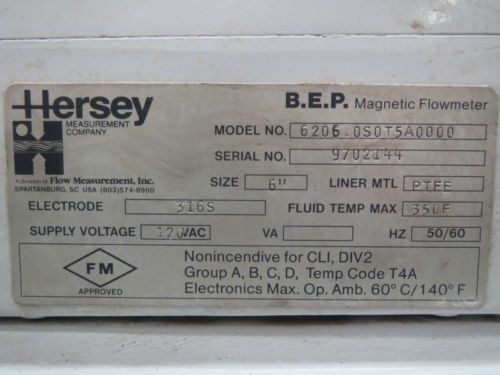 Hersey
MEASUREMENT
COMPANY
A division of Flow Measurement, Inc.
SPARTANBURG, SC USA (803)574-8960
B.E.P. Magnetic Flowmeter
MODEL NO. 6206.0S0T5A0000
SERIAL NO. 9702144
SIZE 6" LINER MTL PTFE
ELECTRODE 316S FLUID TEMP MAX 350F
SUPPLY VOLTAGE 120VAC VA HZ 50/60
FM
APPROVED
Nonincendive for CLI, DIV2
Group A, B, C, D, Temp Code T4A
Electronics Max. Op. Amb. 60°C/140°F